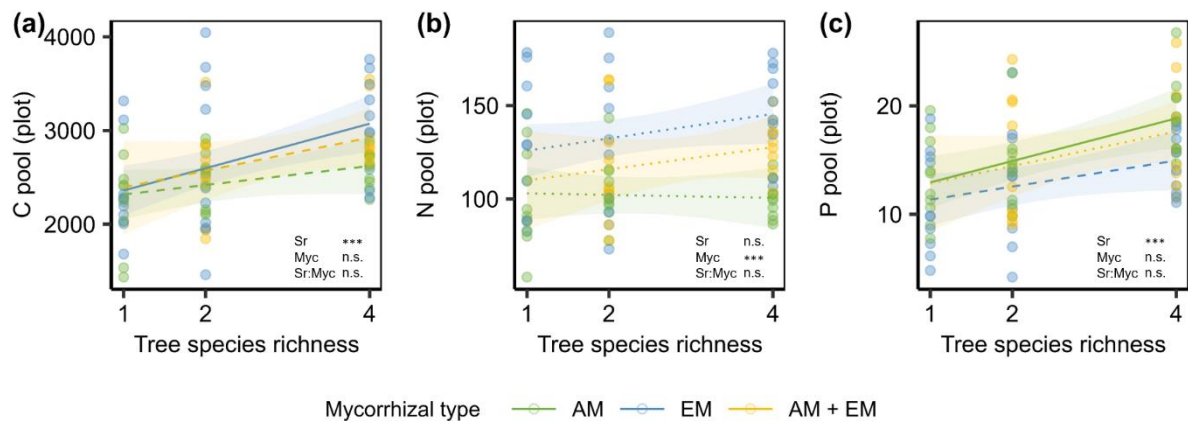 (a)
C pool (plot)
4000
3000
2000
Sr ***
Myc n.s.
Sr:Myc n.s.
1 2 4
Tree species richness
(b)
N pool (plot)
150
100
Sr n.s.
Myc ***
Sr:Myc n.s.
1 2 4
Tree species richness
(c)
P pool (plot)
20
10
Sr ***
Myc n.s.
Sr:Myc n.s.
1 2 4
Tree species richness
Mycorrhizal type AM EM AM + EM